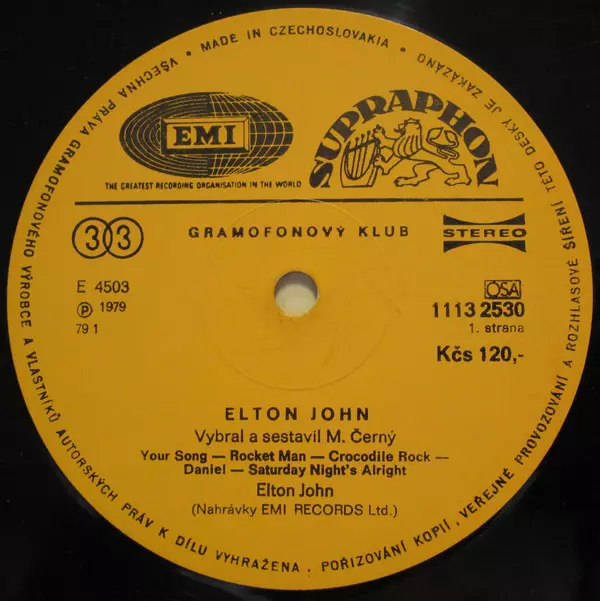 VŠECHNA PRÁVA GRAMOFONOVÉHO VÝROBCE A VLASTNÍKŮ AUTORSKÝCH PRÁV K DÍLU VYHRAŽENA. POŘIZOVÁNÍ KOPIÍ, VEŘEJNÉ PROVOZOVÁNÍ A ROZHLASOVÉ ŠÍŘENÍ TÉTO DESKY JE ZAKÁZÁNO • MADE IN CZECHOSLOVAKIA •
EMI
THE GREATEST RECORDING ORGANISATION IN THE WORLD
SUPRAPHON
33
GRAMOFONOVÝ KLUB
STEREO
E 4503
Ⓟ 1979
79 1
OSA
1113 2530
1. strana
Kčs 120,-
ELTON JOHN
Vybral a sestavil M. Černý
Your Song — Rocket Man — Crocodile Rock —
Daniel — Saturday Night's Alright
Elton John
(Nahrávky EMI RECORDS Ltd.)